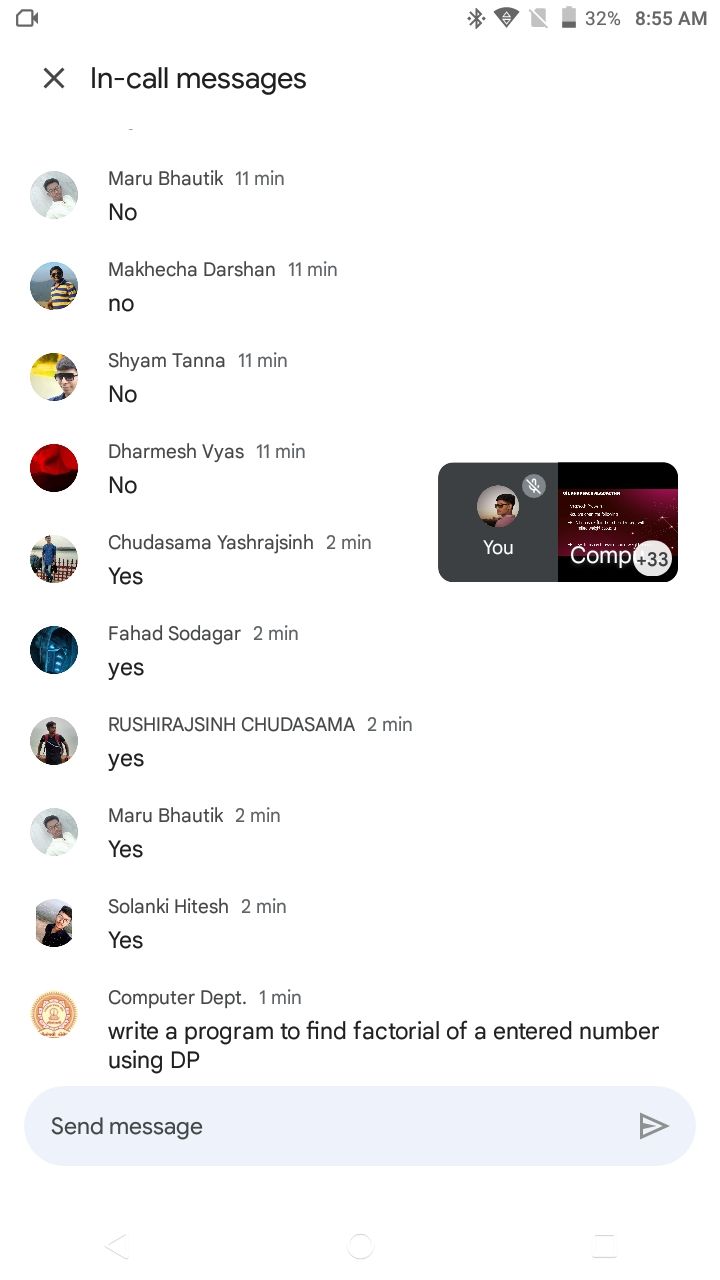 32% 8:55 AM
In-call messages
Maru Bhautik 11 min
No
Makhecha Darshan 11 min
no
Shyam Tanna 11 min
No
Dharmesh Vyas 11 min
No
You
Comp
+33
Chudasama Yashrajsinh 2 min
Yes
Fahad Sodagar 2 min
yes
RUSHIRAJSINH CHUDASAMA 2 min
yes
Maru Bhautik 2 min
Yes
Solanki Hitesh 2 min
Yes
Computer Dept. 1 min
write a program to find factorial of a entered number
using DP
Send message